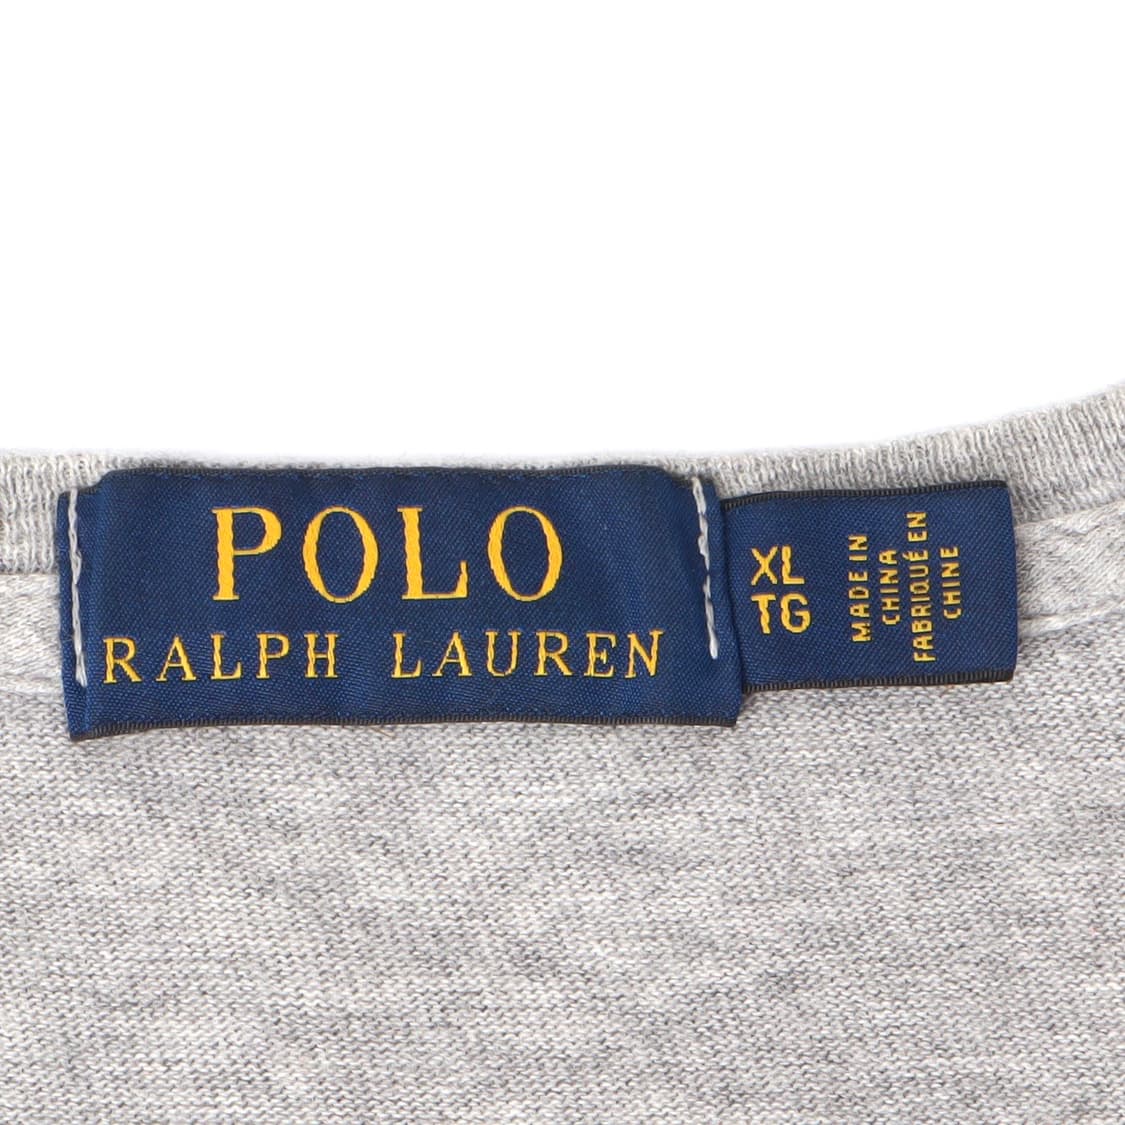 POLO
RALPH LAUREN
XL
TG
MADE IN
CHINA
FABRIQUÉ EN
CHINE